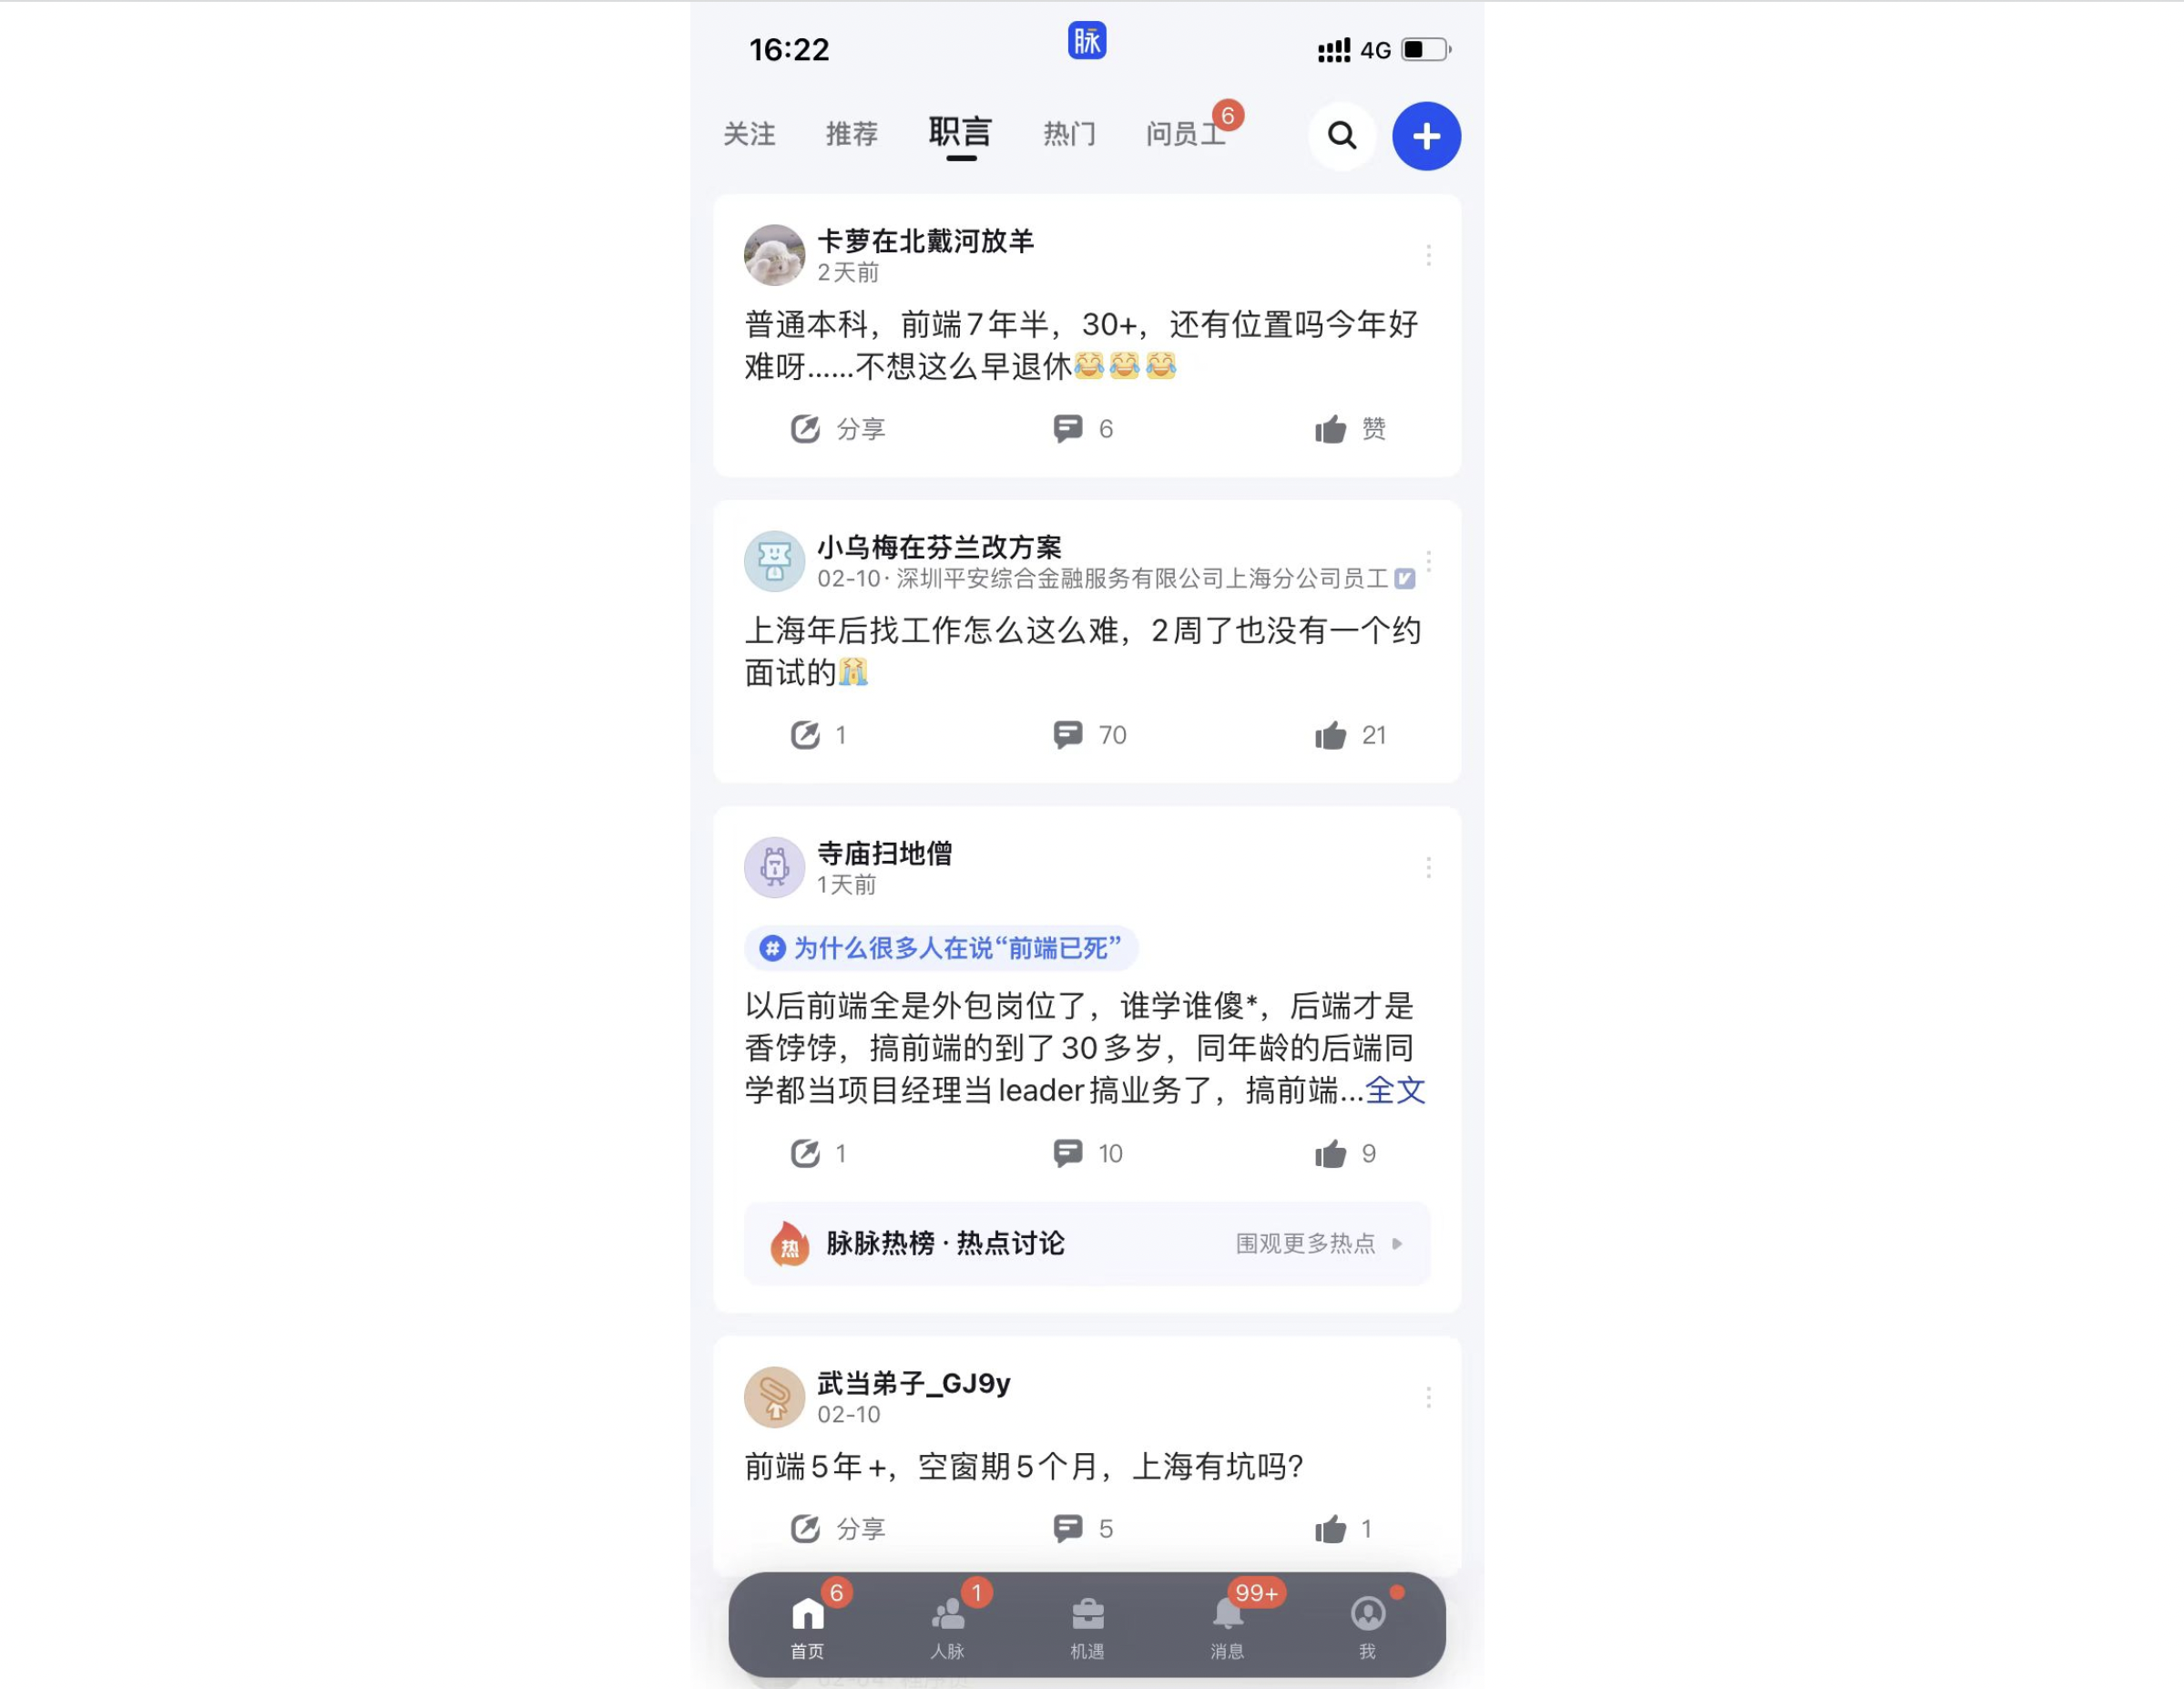 16:22
脉
4G
关注 推荐 职言 热门 问员工 6
卡萝在北戴河放羊
2天前
普通本科，前端7年半，30+，还有位置吗今年好
难呀......不想这么早退休😂😂😂
分享 6 赞
小乌梅在芬兰改方案
02-10· 深圳平安综合金融服务有限公司上海分公司员工
上海年后找工作怎么这么难，2周了也没有一个约
面试的😭
1 70 21
寺庙扫地僧
1天前
# 为什么很多人在说“前端已死”
以后前端全是外包岗位了，谁学谁傻*，后端才是
香饽饽，搞前端的到了30多岁，同年龄的后端同
学都当项目经理当leader搞业务了，搞前端...全文
1 10 9
热 脉脉热榜 · 热点讨论 围观更多热点
武当弟子_GJ9y
02-10
前端5年+，空窗期5个月，上海有坑吗?
分享 5 1
6 1 99+
首页 人脉 机遇 消息 我